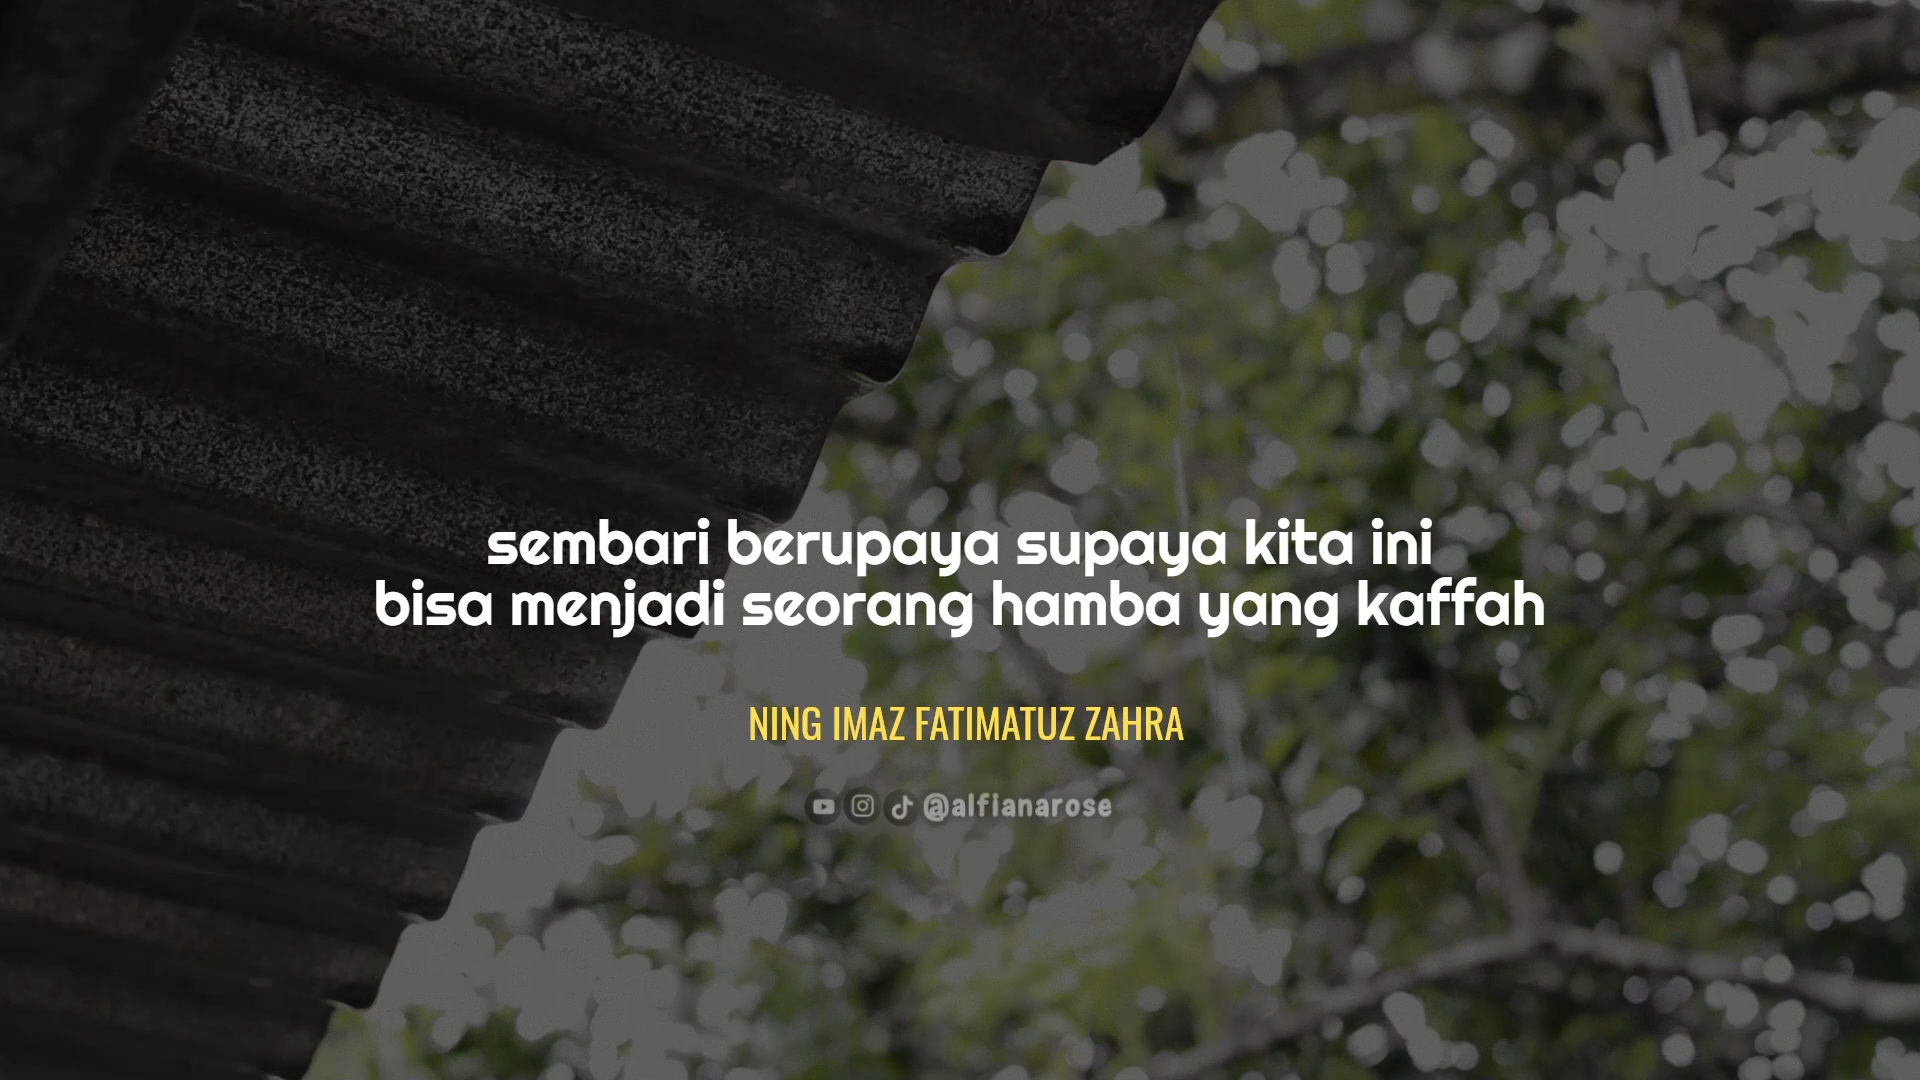 sembari berupaya supaya kita ini
bisa menjadi seorang hamba yang kaffah
NING IMAZ FATIMATUZ ZAHRA
@alfianarose